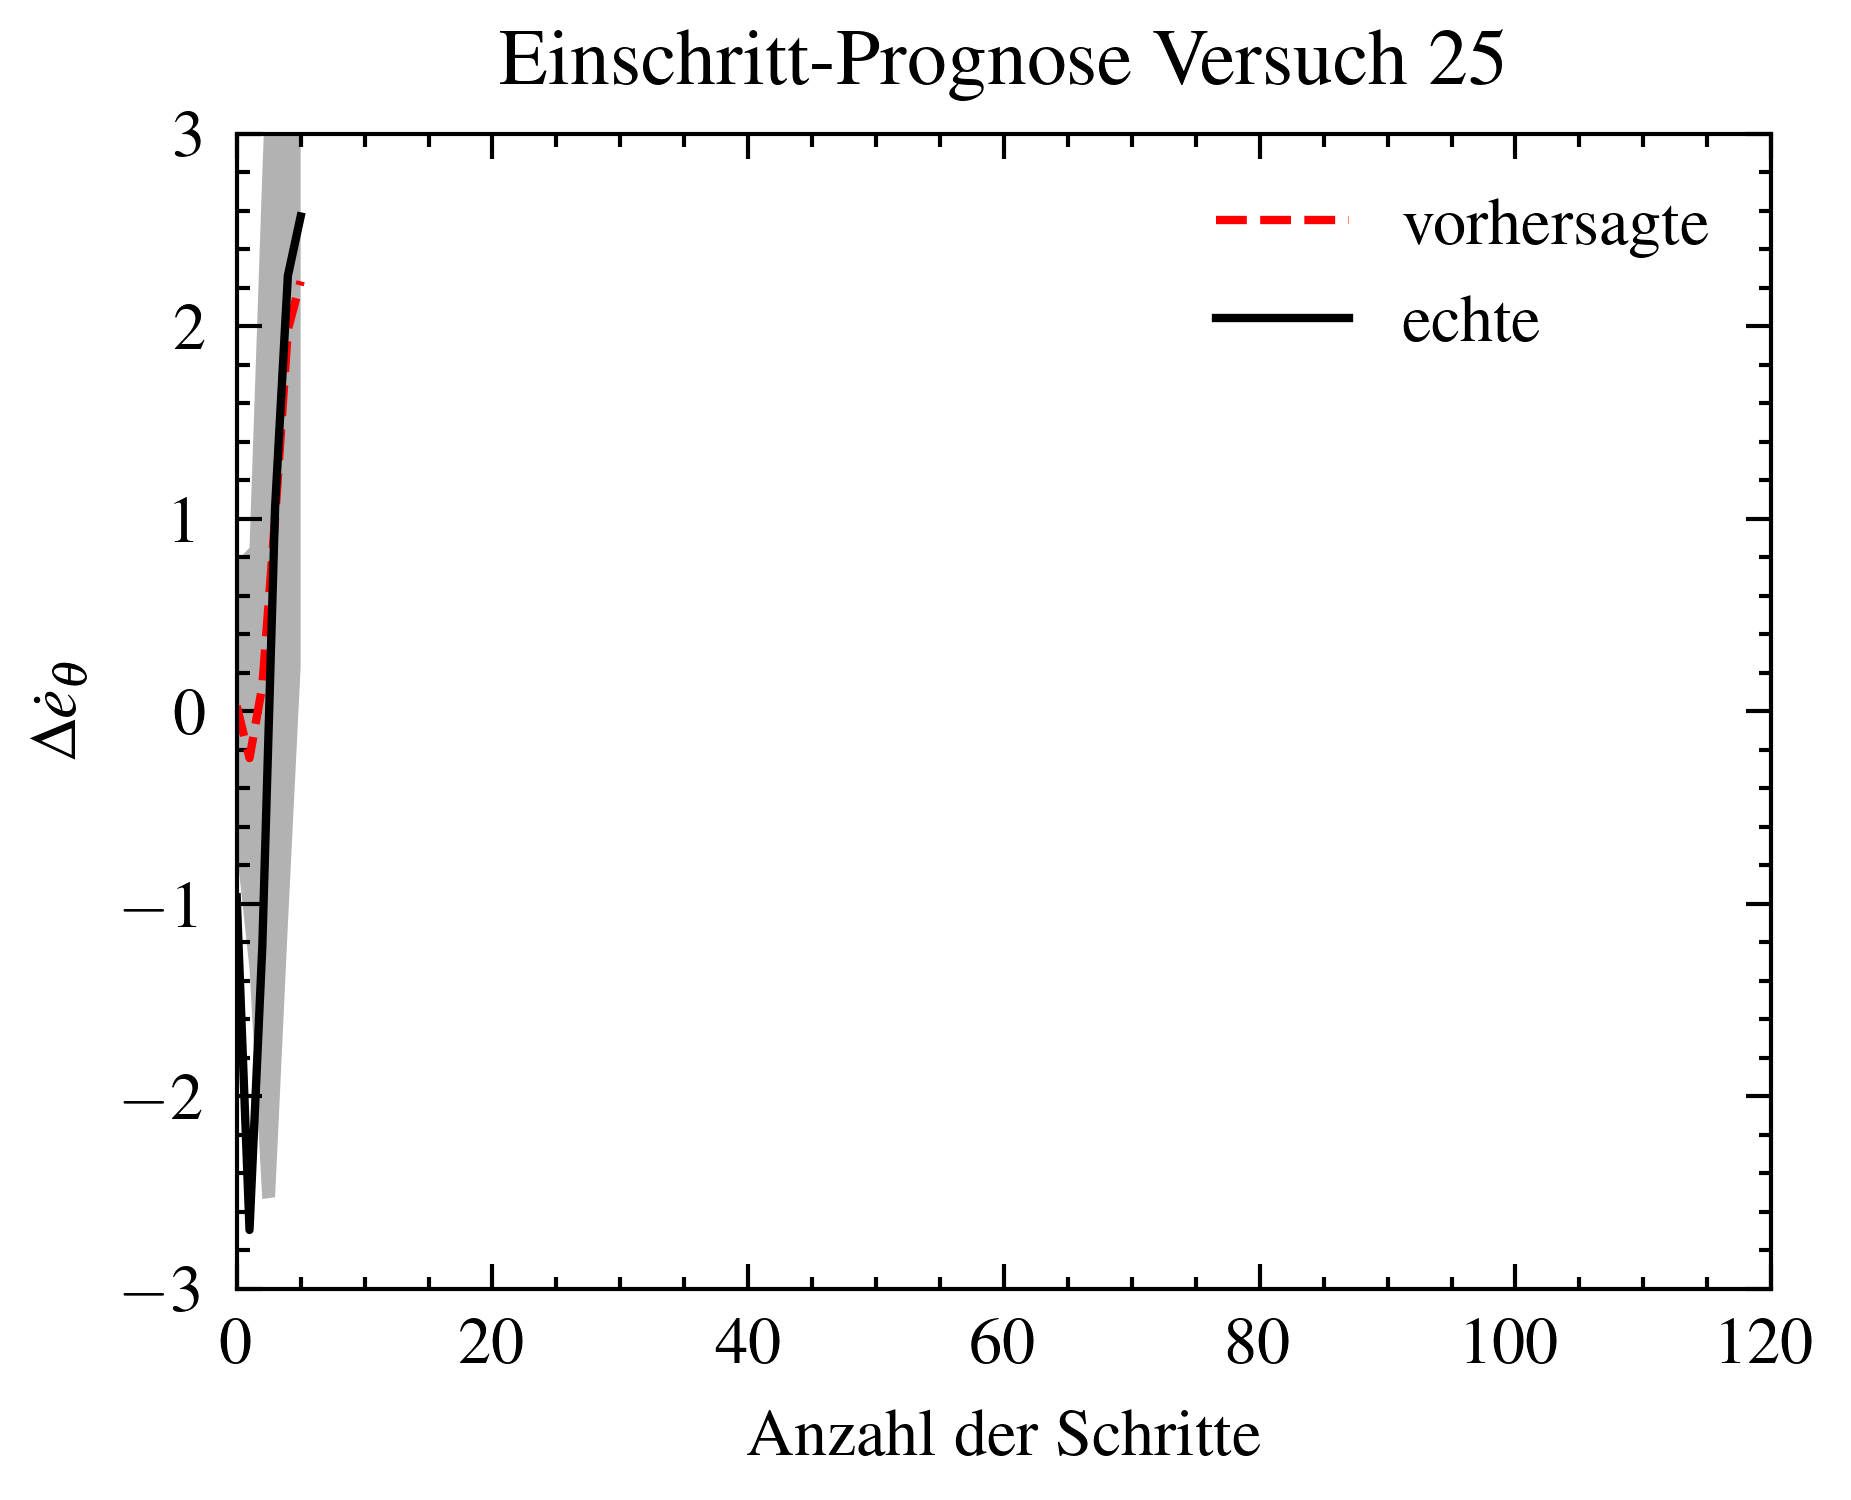 Einschritt-Prognose Versuch 25
3
2
1
0
−1
−2
−3
Δė_θ
vorhersagte
echte
0 20 40 60 80 100 120
Anzahl der Schritte